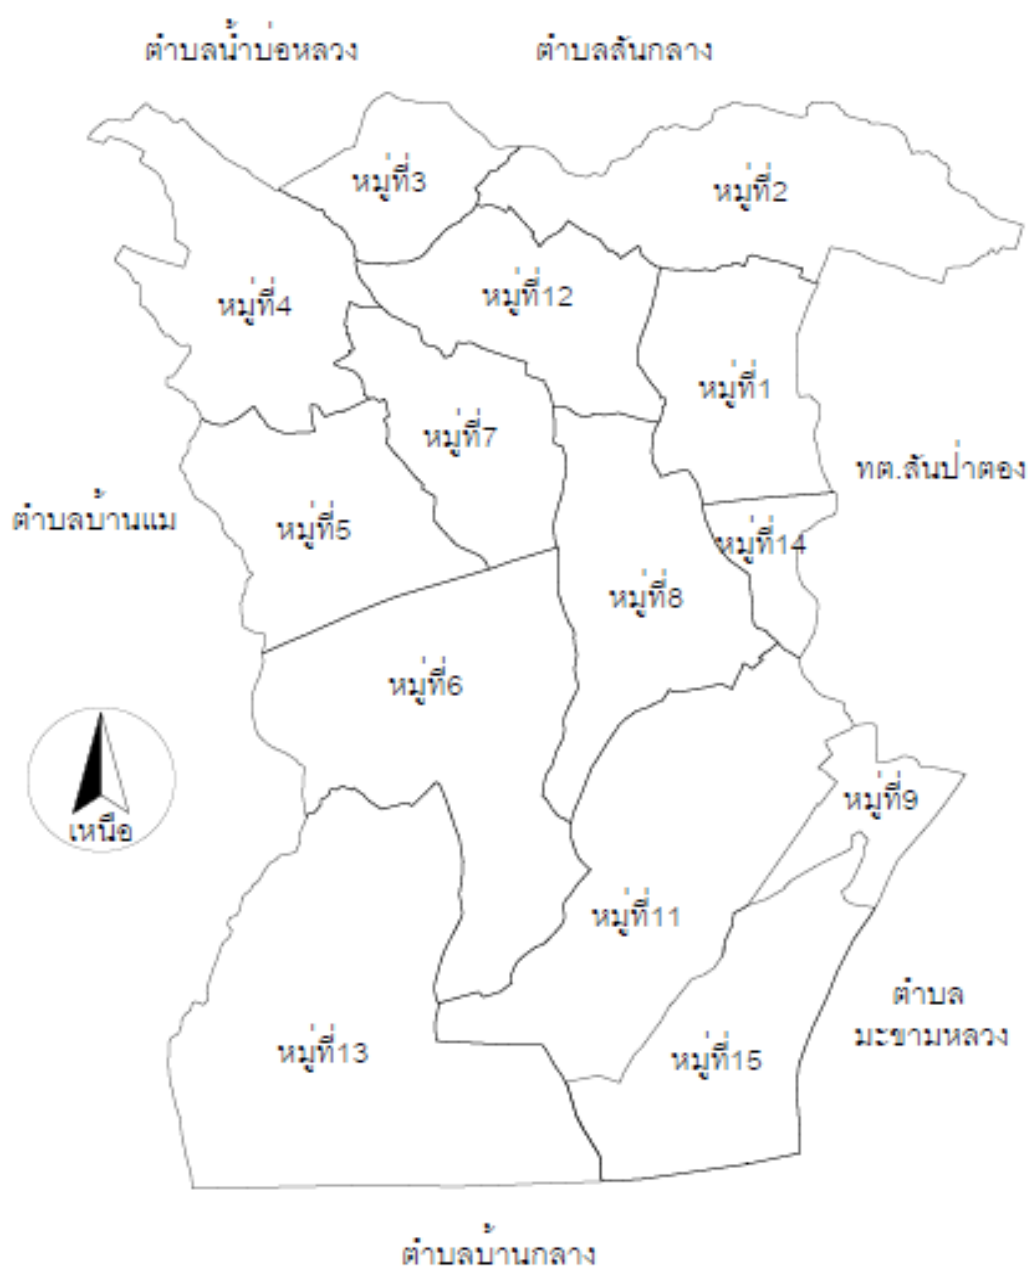 ตำบลน้ำบ่อหลวง
ตำบลสันกลาง
หมู่ที่3
หมู่ที่2
หมู่ที่4
หมู่ที่12
หมู่ที่1
หมู่ที่7
ทต.สันป่าตอง
ตำบลบ้านแม
หมู่ที่5
หมู่ที่14
หมู่ที่8
หมู่ที่6
หมู่ที่9
เหนือ
หมู่ที่11
ตำบล
มะขามหลวง
หมู่ที่13
หมู่ที่15
ตำบลบ้านกลาง